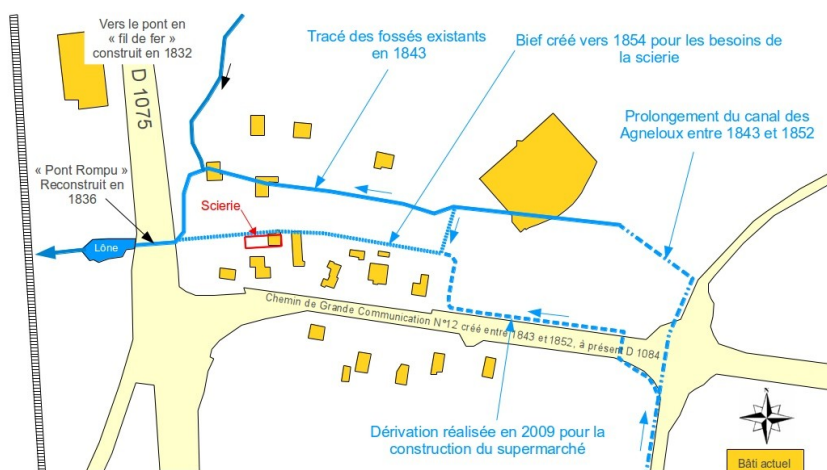 Vers le pont en
« fil de fer »
construit en 1832
Tracé des fossés existants
en 1843
Bief créé vers 1854 pour les besoins de
la scierie
D 1075
Prolongement du canal des
Agneloux entre 1843 et 1852
« Pont Rompu »
Reconstruit en
1836
Scierie
Lône
Chemin de Grande Communication N°12 créé entre 1843 et 1852, à présent D 1084
Dérivation réalisée en 2009 pour la
construction du supermarché
Bâti actuel